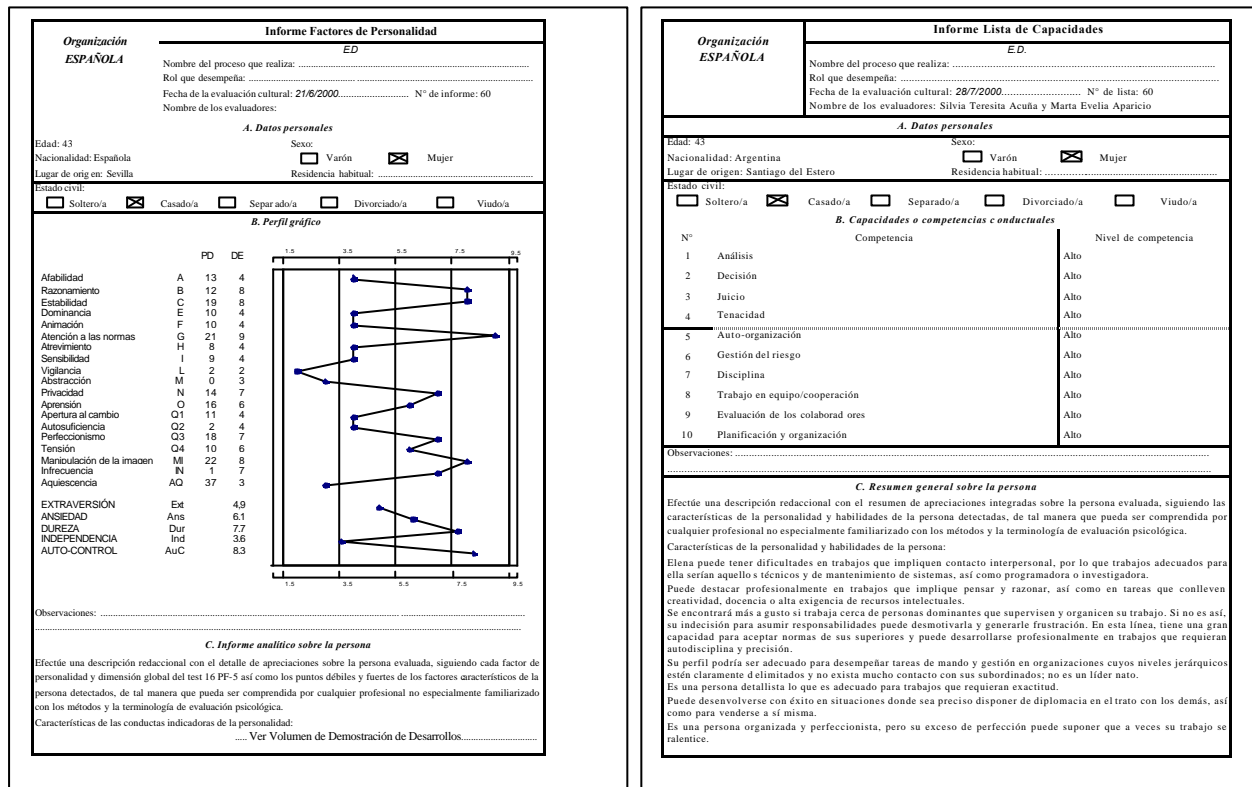 Organización
ESPAÑOLA
Informe Factores de Personalidad
E.D
Nombre del proceso que realiza: ....................
Rol que desempeña: ....................
Fecha de la evaluación cultural: 21/6/2000.................... N° de informe: 60
Nombre de los evaluadores:
A. Datos personales
Edad: 43 Sexo:
Nacionalidad: Española Varón Mujer
Lugar de orig en: Sevilla Residencia habitual: ....................
Estado civil:
Soltero/a Casado/a Separ ado/a Divorciado/a Viudo/a
B. Perfil gráfico
1.5 3.5 5.5 7.5 9.5
PD DE
Afabilidad A 13 4
Razonamiento B 12 8
Estabilidad C 19 8
Dominancia E 10 4
Animación F 10 4
Atención a las normas G 21 9
Atrevimiento H 8 4
Sensibilidad I 9 4
Vigilancia L 2 2
Abstracción M 0 3
Privacidad N 14 7
Aprensión O 16 6
Apertura al cambio Q1 11 4
Autosuficiencia Q2 2 4
Perfeccionismo Q3 18 7
Tensión Q4 10 6
Manipulación de la imagen MI 22 8
Infrecuencia IN 1 7
Aquiescencia AQ 37 3
EXTRAVERSIÓN Ext 4,9
ANSIEDAD Ans 6.1
DUREZA Dur 7.7
INDEPENDENCIA Ind 3.6
AUTO-CONTROL AuC 8.3
1.5 3.5 5.5 7.5 9.5
Observaciones: ....................
C. Informe analítico sobre la persona
Efectúe una descripción redaccional con el detalle de apreciaciones sobre la persona evaluada, siguiendo cada factor de
personalidad y dimensión global del test 16 PF-5 así como los puntos débiles y fuertes de los factores característicos de la
persona detectados, de tal manera que pueda ser comprendida por cualquier profesional no especialmente familiarizado
con los métodos y la terminología de evaluación psicológica.
Características de las conductas indicadoras de la personalidad:
..... Ver Volumen de Demostración de Desarrollos....................
Organización
ESPAÑOLA
Informe Lista de Capacidades
E.D.
Nombre del proceso que realiza: ....................
Rol que desempeña: ....................
Fecha de la evaluación cultural: 28/7/2000.................... N° de lista: 60
Nombre de los evaluadores: Silvia Teresita Acuña y Marta Evelia Aparicio
A. Datos personales
Edad: 43 Sexo:
Nacionalidad: Argentina Varón Mujer
Lugar de origen: Santiago del Estero Residencia habitual: ....................
Estado civil:
Soltero/a Casado/a Separado/a Divorciado/a Viudo/a
B. Capacidades o competencias c onductuales
N° Competencia Nivel de competencia
1 Análisis Alto
2 Decisión Alto
3 Juicio Alto
4 Tenacidad Alto
5 Auto-organización Alto
6 Gestión del riesgo Alto
7 Disciplina Alto
8 Trabajo en equipo/cooperación Alto
9 Evaluación de los colaborad ores Alto
10 Planificación y organización Alto
Observaciones: ....................
C. Resumen general sobre la persona
Efectúe una descripción redaccional con el resumen de apreciaciones integradas sobre la persona evaluada, siguiendo las
características de la personalidad y habilidades de la persona detectadas, de tal manera que pueda ser comprendida por
cualquier profesional no especialmente familiarizado con los métodos y la terminología de evaluación psicológica.
Características de la personalidad y habilidades de la persona:
Elena puede tener dificultades en trabajos que impliquen contacto interpersonal, por lo que trabajos adecuados para
ella serían aquello s técnicos y de mantenimiento de sistemas, así como programadora o investigadora.
Puede destacar profesionalmente en trabajos que implique pensar y razonar, así como en tareas que conlleven
creatividad, docencia o alta exigencia de recursos intelectuales.
Se encontrará más a gusto si trabaja cerca de personas dominantes que supervisen y organicen su trabajo. Si no es así,
su indecisión para asumir responsabilidades puede desmotivarla y generarle frustración. En esta línea, tiene una gran
capacidad para aceptar normas de sus superiores y puede desarrollarse profesionalmente en trabajos que requieran
autodisciplina y precisión.
Su perfil podría ser adecuado para desempeñar tareas de mando y gestión en organizaciones cuyos niveles jerárquicos
estén claramente d elimitados y no exista mucho contacto con sus subordinados; no es un líder nato.
Es una persona detallista lo que es adecuado para trabajos que requieran exactitud.
Puede desenvolverse con éxito en situaciones donde sea preciso disponer de diplomacia en el trato con los demás, así
como para venderse a sí misma.
Es una persona organizada y perfeccionista, pero su exceso de perfección puede suponer que a veces su trabajo se
ralentice.